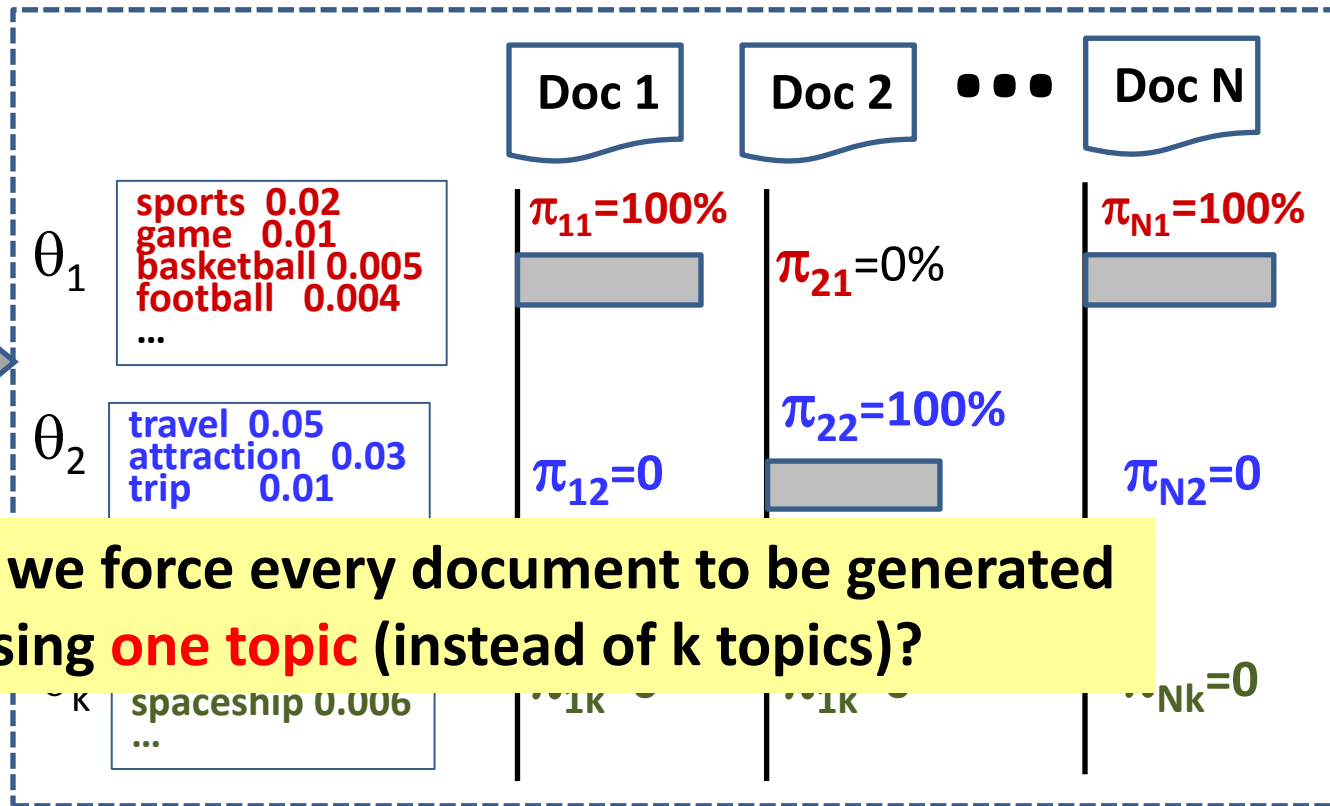 Doc 1 Doc 2 ••• Doc N
θ1
sports 0.02
game 0.01
basketball 0.005
football 0.004
...
π11=100%
π21=0%
πN1=100%
θ2
travel 0.05
attraction 0.03
trip 0.01
π12=0
π22=100%
πN2=0
we force every document to be generated
sing one topic (instead of k topics)?
k
spaceship 0.006
...
1k
1k
Nk=0